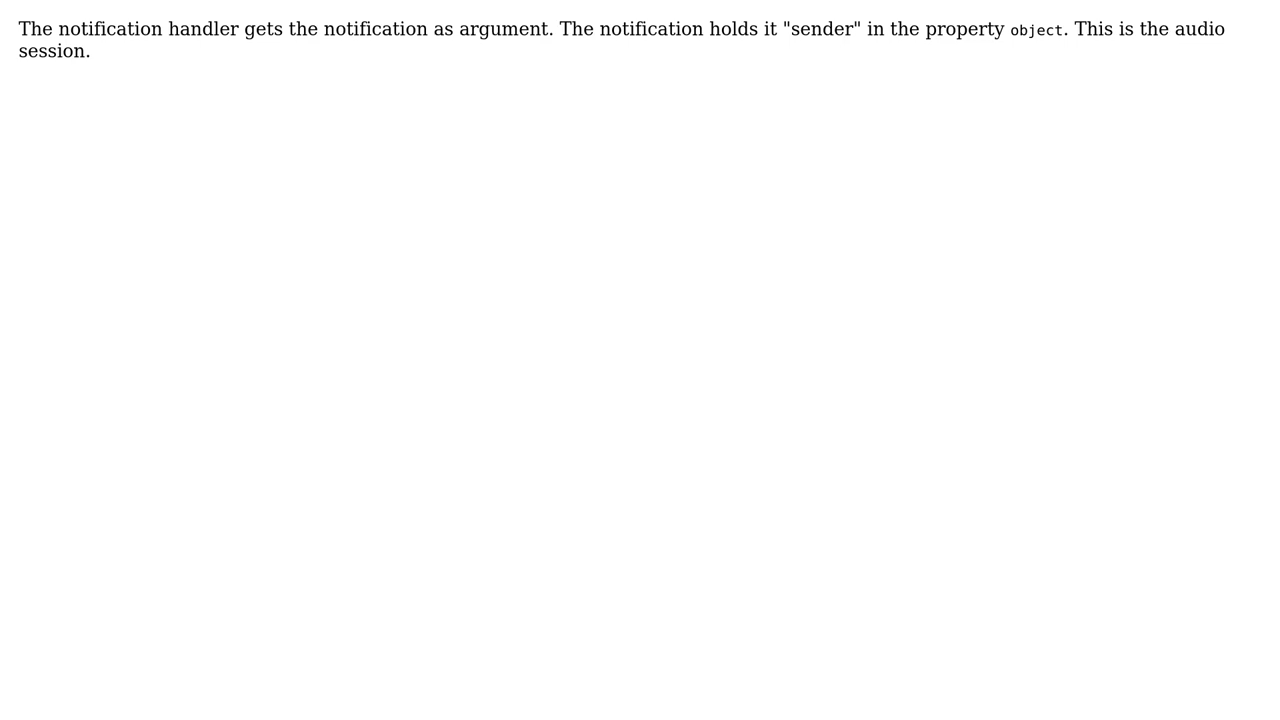 The notification handler gets the notification as argument. The notification holds it "sender" in the property object. This is the audio
session.